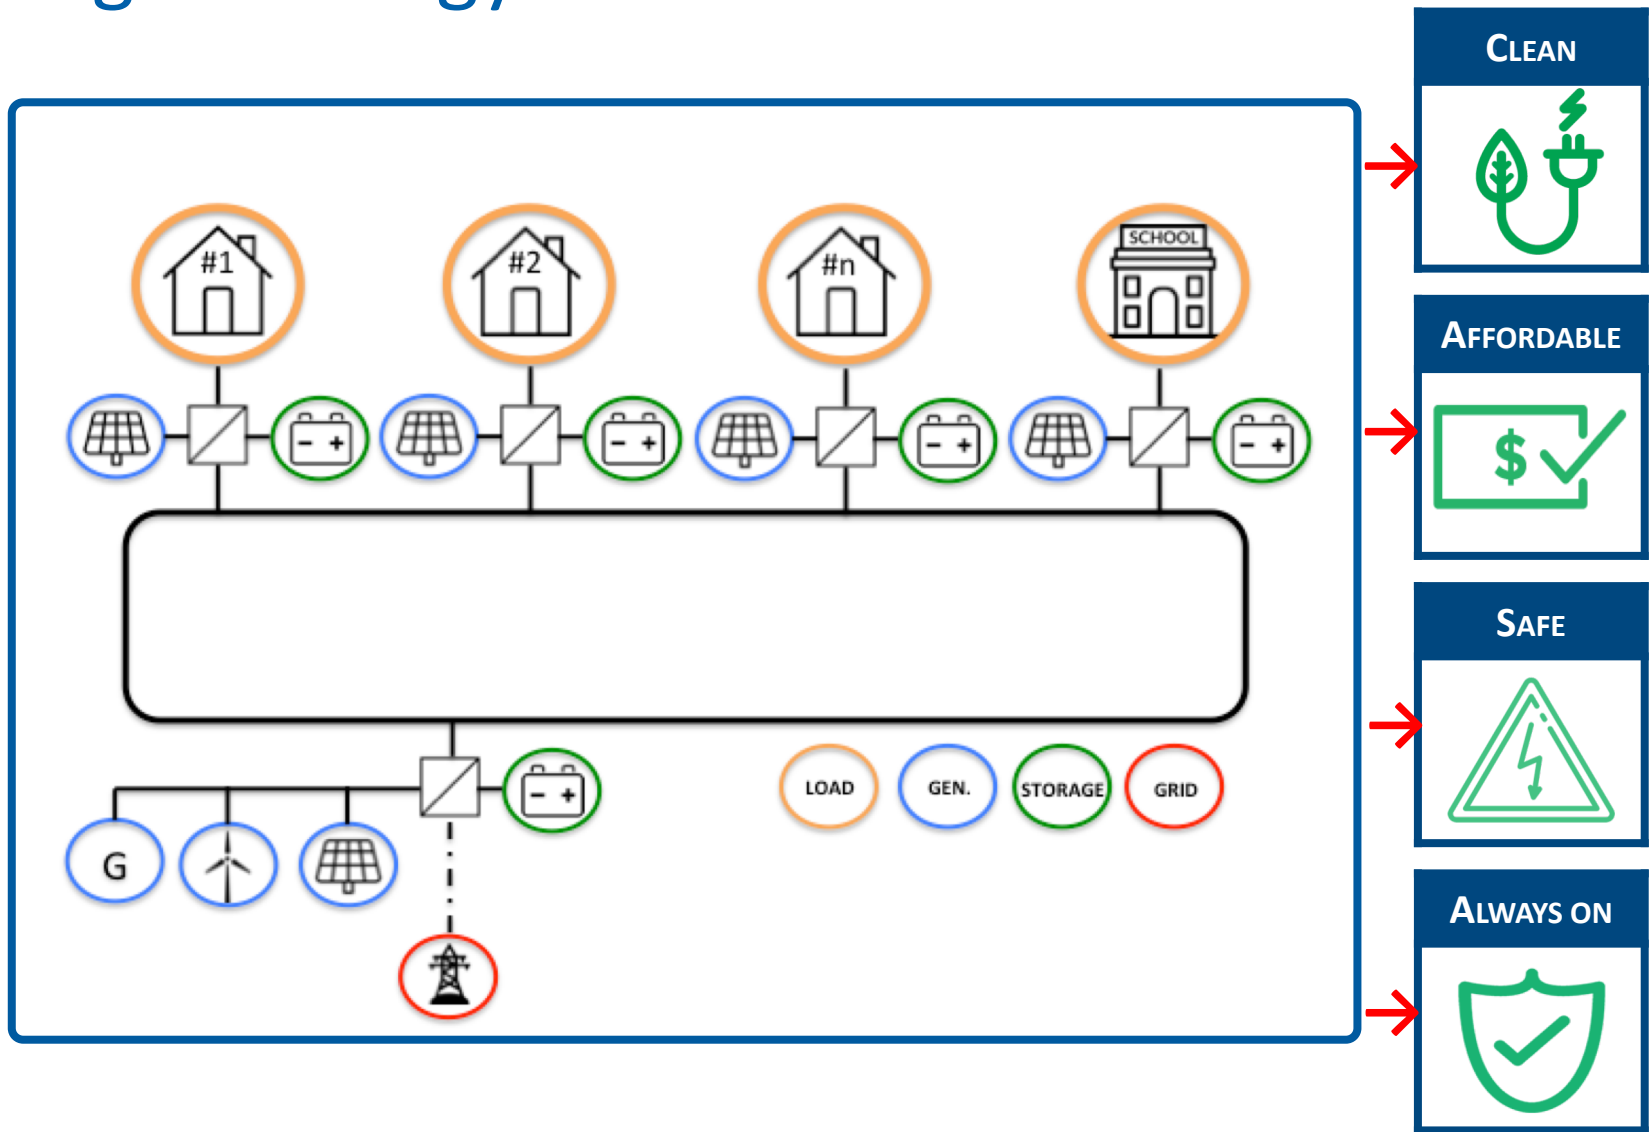 #1
#2
#n
SCHOOL
LOAD
GEN.
STORAGE
GRID
G
CLEAN
$
AFFORDABLE
SAFE
ALWAYS ON